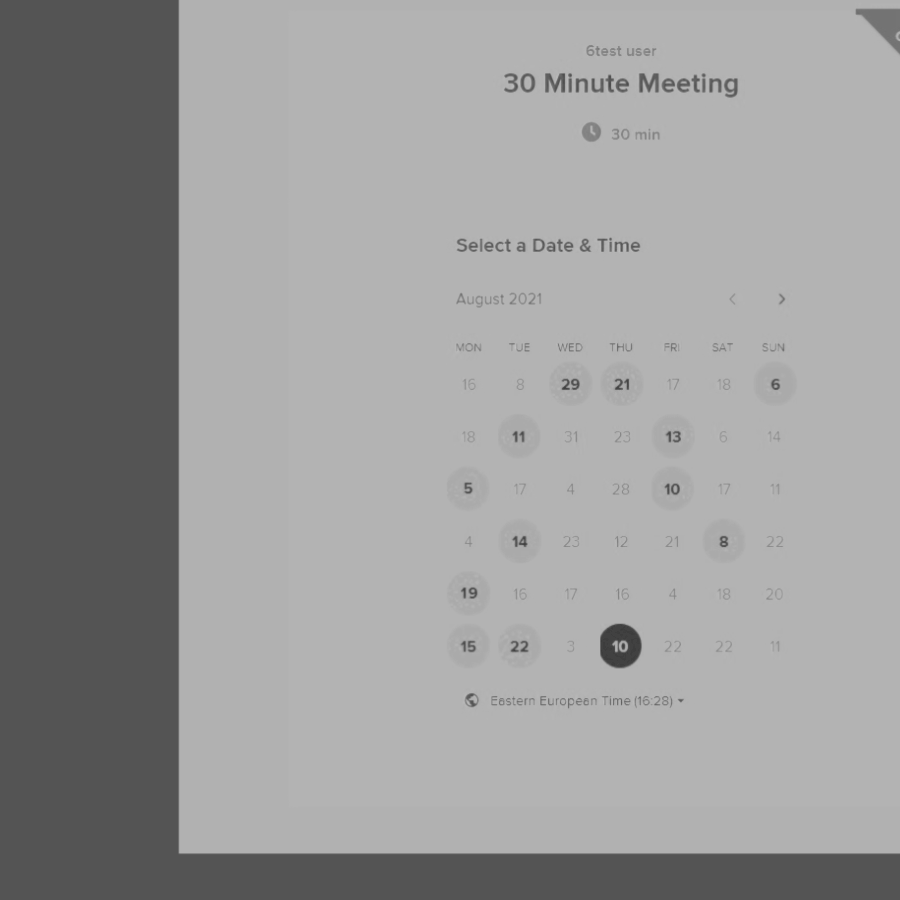 6test user
30 Minute Meeting
30 min
Select a Date & Time
August 2021
MON TUE WED THU FRI SAT SUN
16 8 29 21 17 18 6
18 11 31 23 13 6 14
5 17 4 28 10 17 11
4 14 23 12 21 8 22
19 16 17 16 4 18 20
15 22 3 10 22 22 11
Eastern European Time (16:28)